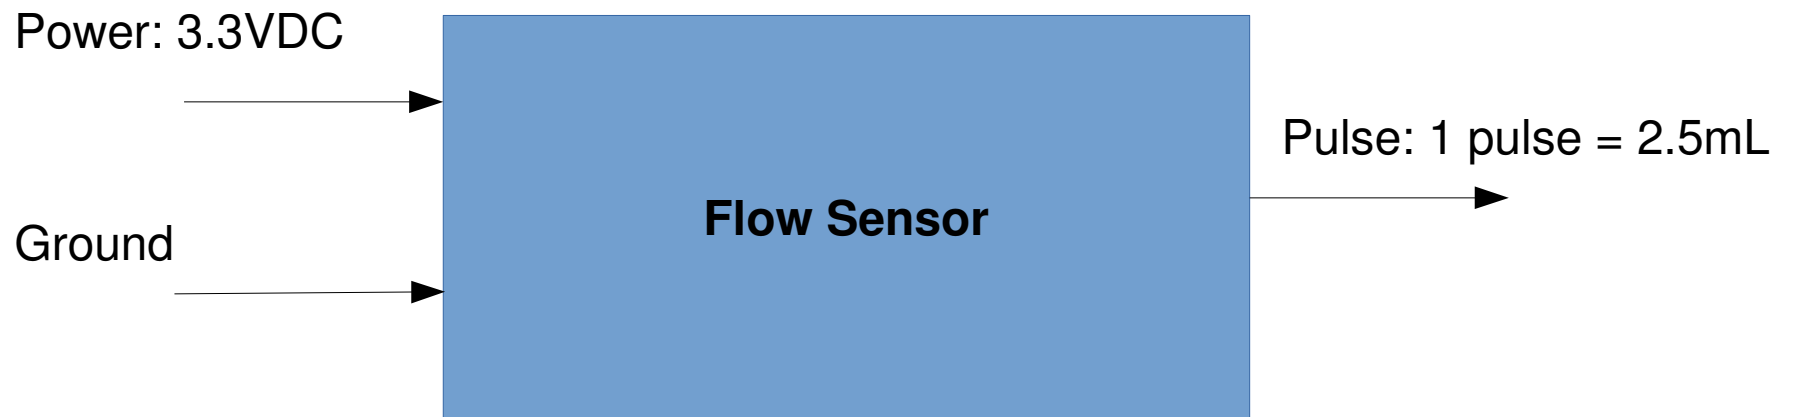 Power: 3.3VDC
Pulse: 1 pulse = 2.5mL
Flow Sensor
Ground